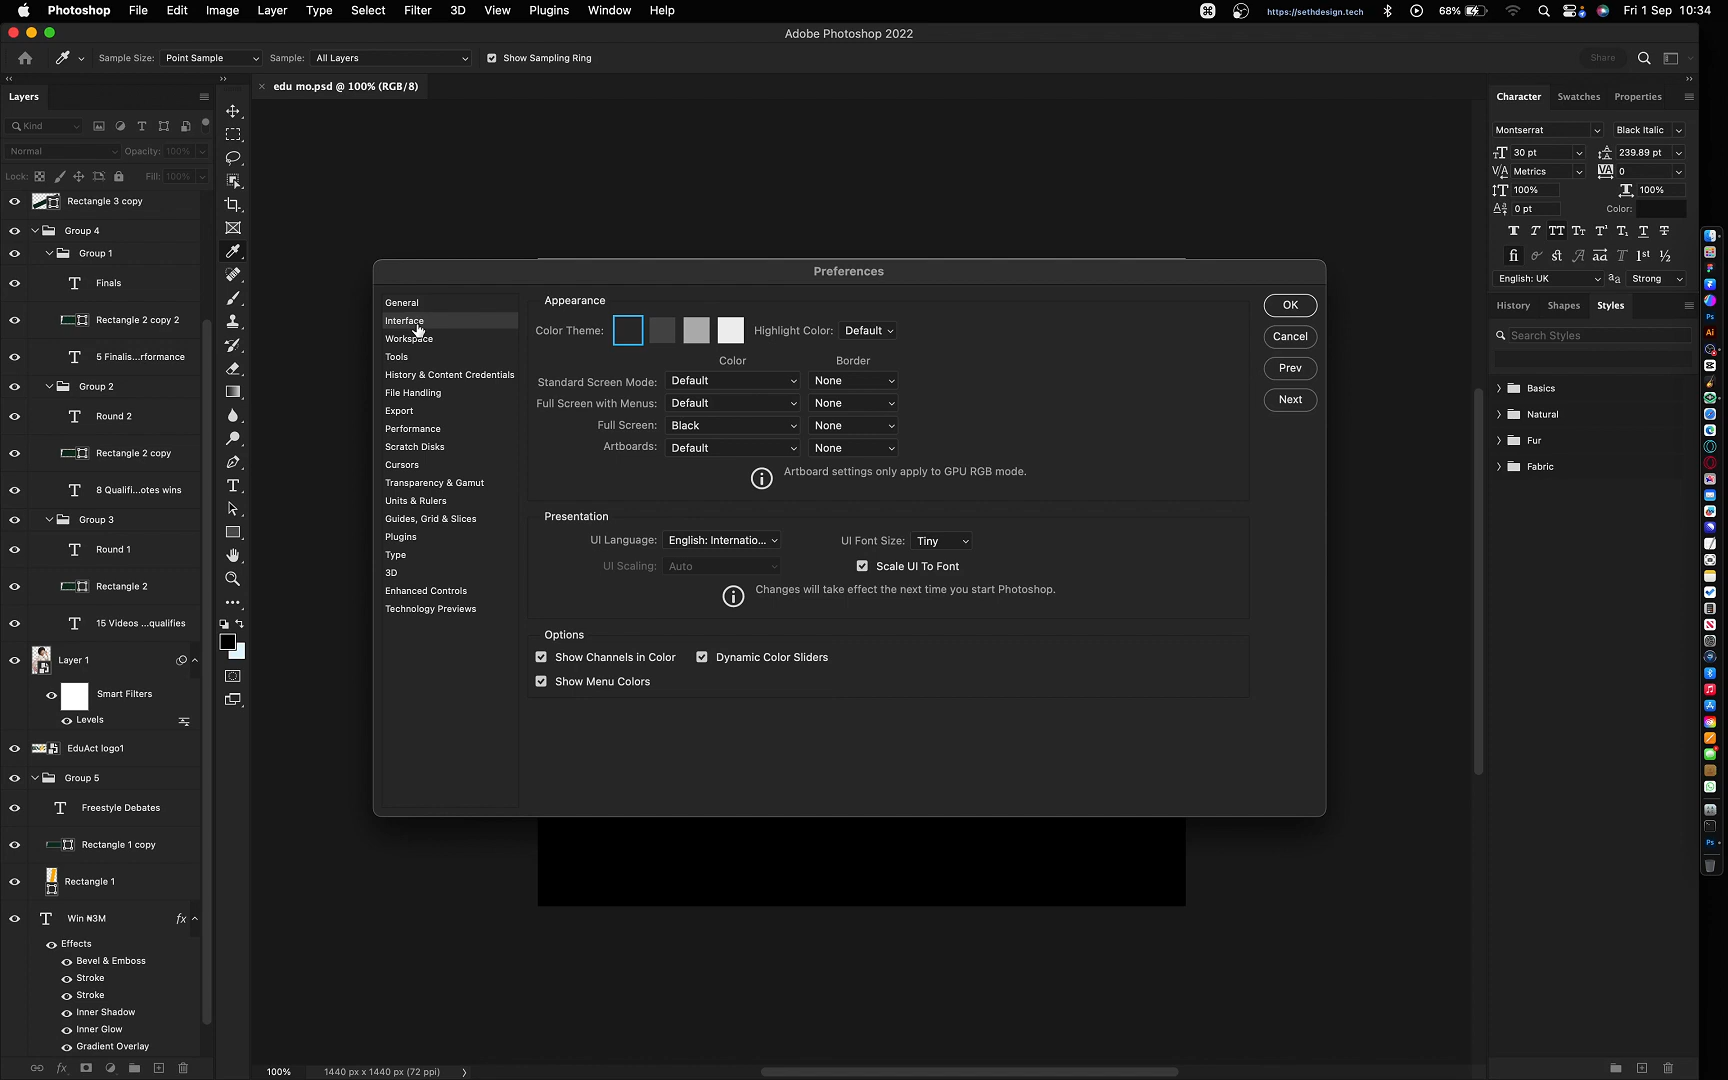 Photoshop File Edit Image Layer Type Select Filter 3D View Plugins Window Help https://sethdesign.tech 68% Fri 1 Sep 10:34
Adobe Photoshop 2022
Sample Size: Point Sample Sample: All Layers Show Sampling Ring Share
Layers
Kind
Normal Opacity: 100%
Lock: Fill: 100%
Rectangle 3 copy
Group 4
Group 1
Finals
Rectangle 2 copy 2
5 Finalis...rformance
Group 2
Round 2
Rectangle 2 copy
8 Qualifi...otes wins
Group 3
Round 1
Rectangle 2
15 Videos ...qualifies
Layer 1
Smart Filters
Levels
EduAct logo1
Group 5
Freestyle Debates
Rectangle 1 copy
Rectangle 1
Win ₦3M fx
Effects
Bevel & Emboss
Stroke
Stroke
Inner Shadow
Inner Glow
Gradient Overlay
fx
edu mo.psd @ 100% (RGB/8)
Preferences
General
Interface
Workspace
Tools
History & Content Credentials
File Handling
Export
Performance
Scratch Disks
Cursors
Transparency & Gamut
Units & Rulers
Guides, Grid & Slices
Plugins
Type
3D
Enhanced Controls
Technology Previews
Appearance
Color Theme: Highlight Color: Default
Color Border
Standard Screen Mode: Default None
Full Screen with Menus: Default None
Full Screen: Black None
Artboards: Default None
Artboard settings only apply to GPU RGB mode.
Presentation
UI Language: English: Internatio... UI Font Size: Tiny
UI Scaling: Auto Scale UI To Font
Changes will take effect the next time you start Photoshop.
Options
Show Channels in Color Dynamic Color Sliders
Show Menu Colors
OK
Cancel
Prev
Next
100% 1440 px x 1440 px (72 ppi)
Character Swatches Properties
Montserrat Black Italic
30 pt 239.89 pt
Metrics 0
100% 100%
0 pt Color:
English: UK Strong
History Shapes Styles
Search Styles
Basics
Natural
Fur
Fabric